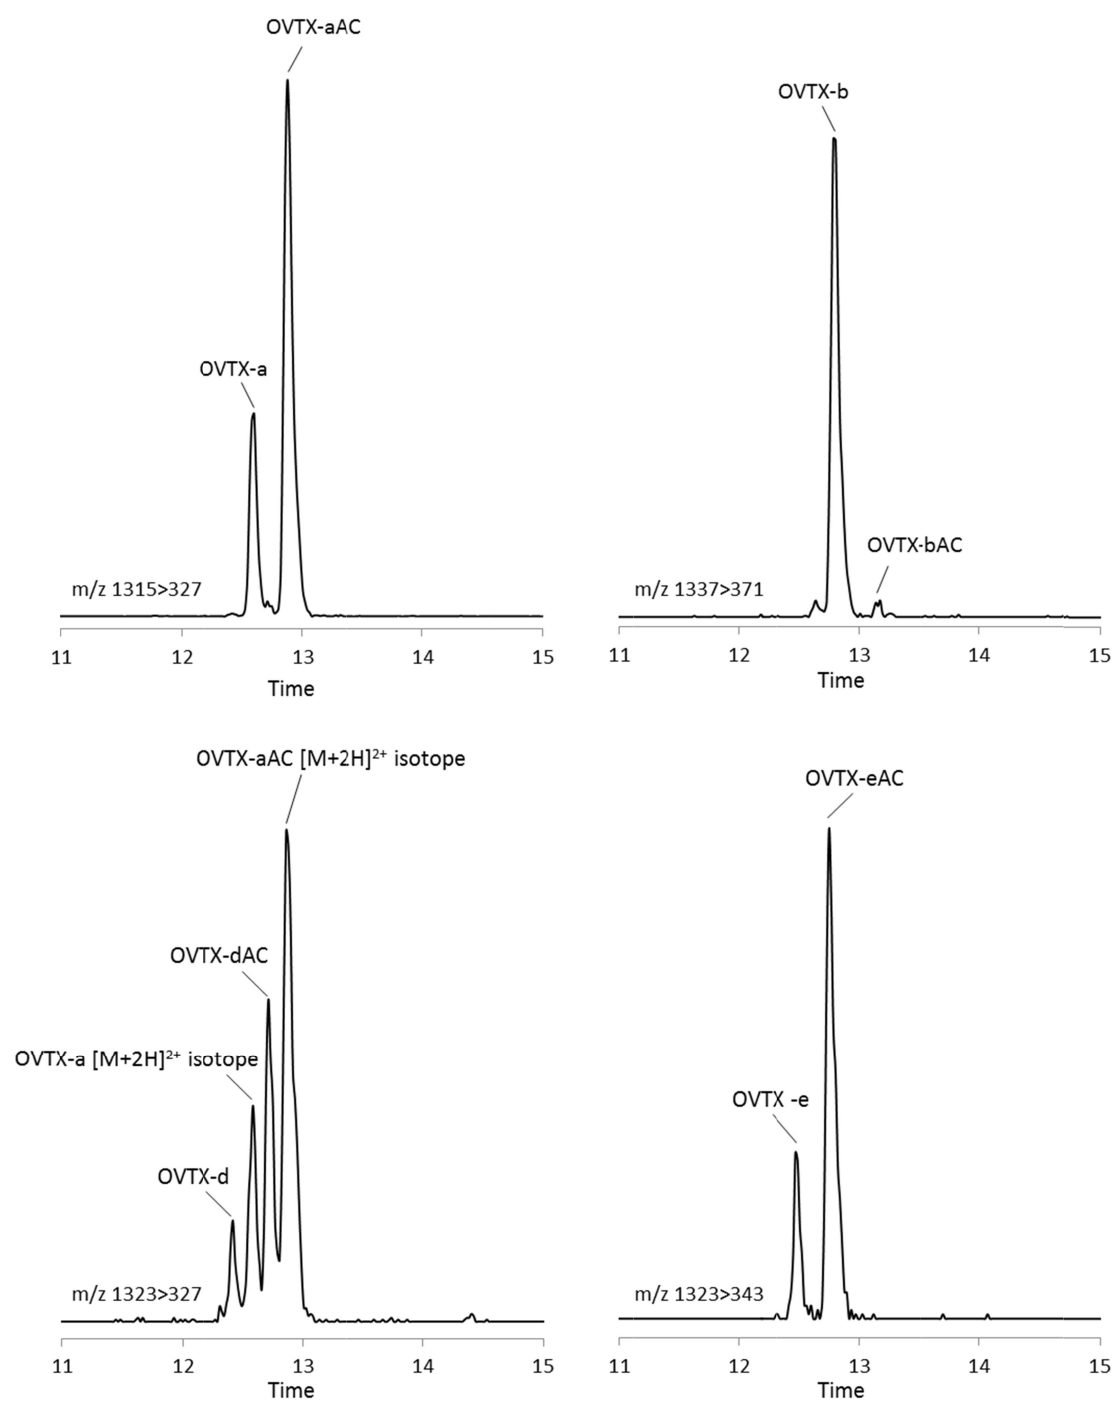 OVTX-aAC
OVTX-a
m/z 1315>327
11 12 13 14 15
Time
OVTX-b
OVTX-bAC
m/z 1337>371
11 12 13 14 15
Time
OVTX-aAC [M+2H]²⁺ isotope
OVTX-dAC
OVTX-a [M+2H]²⁺ isotope
OVTX-d
m/z 1323>327
11 12 13 14 15
Time
OVTX-eAC
OVTX -e
m/z 1323>343
11 12 13 14 15
Time